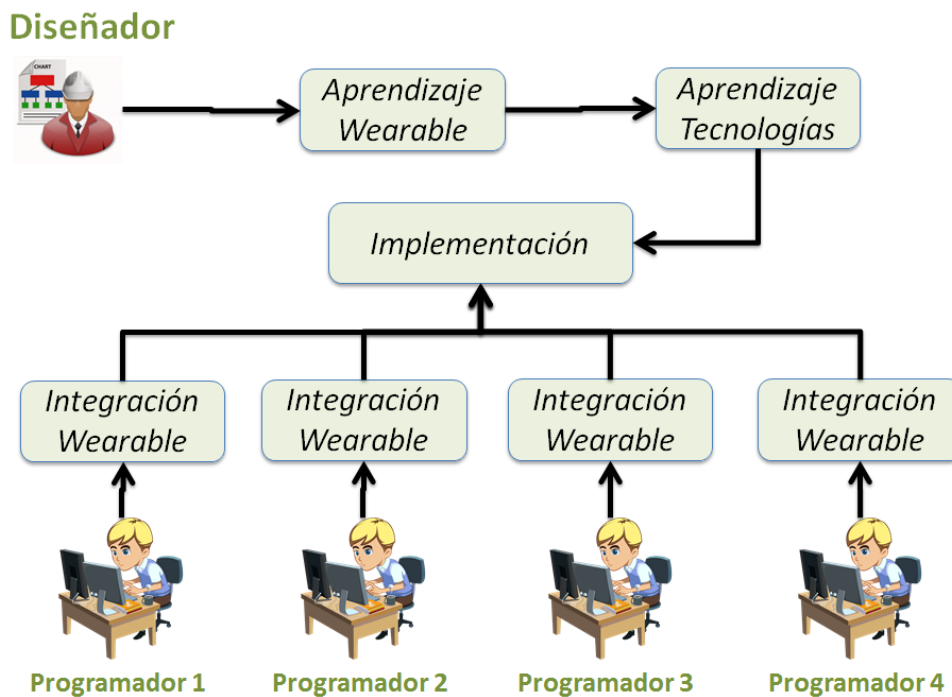 Diseñador
CHART
Aprendizaje
Wearable
Aprendizaje
Tecnologías
Implementación
Integración
Wearable
Integración
Wearable
Integración
Wearable
Integración
Wearable
Programador 1
Programador 2
Programador 3
Programador 4